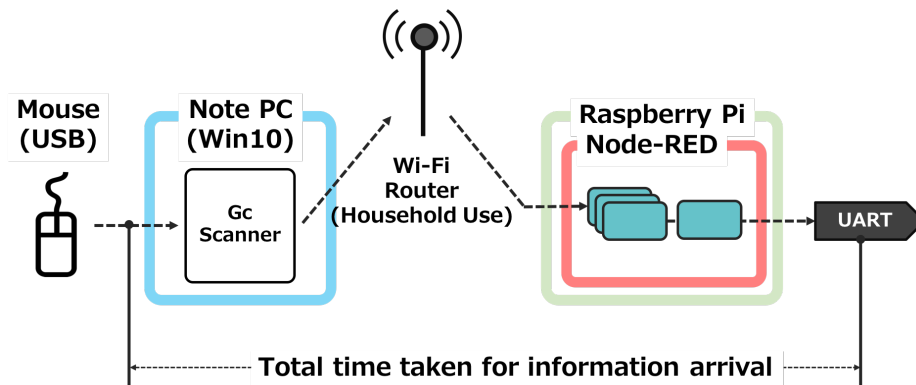 Mouse
(USB)
Note PC
(Win10)
Gc
Scanner
Wi-Fi
Router
(Household Use)
Raspberry Pi
Node-RED
UART
Total time taken for information arrival